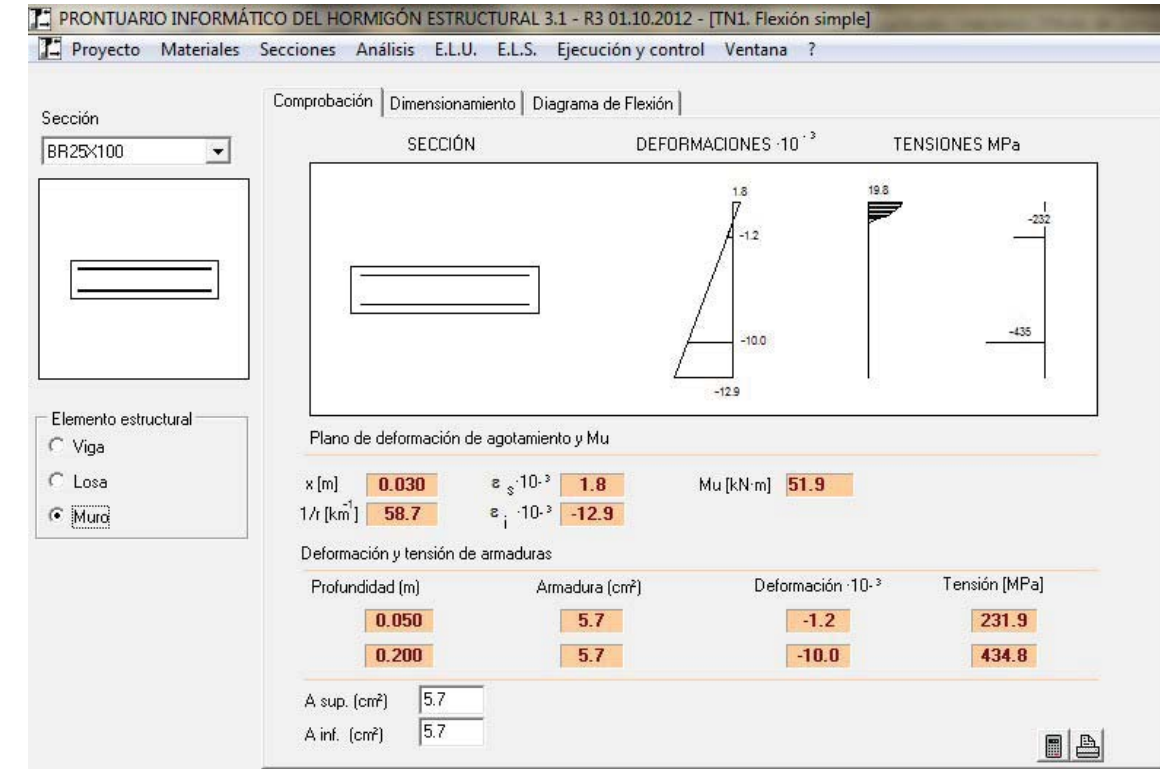 PRONTUARIO INFORMÁTICO DEL HORMIGÓN ESTRUCTURAL 3.1 - R3 01.10.2012 - [TN1. Flexión simple]
Proyecto Materiales Secciones Análisis E.L.U. E.L.S. Ejecución y control Ventana ?
Comprobación Dimensionamiento Diagrama de Flexión
Sección
BR25X100
SECCIÓN DEFORMACIONES ·10⁻³ TENSIONES MPa
1.8 19.8
-1.2 -232
-10.0 -435
-12.9
Elemento estructural
Viga
Losa
Muro
Plano de deformación de agotamiento y Mu
x [m] 0.030 ε s ·10-³ 1.8 Mu [kN·m] 51.9
1/r [km⁻¹] 58.7 ε i ·10-³ -12.9
Deformación y tensión de armaduras
Profundidad (m) Armadura (cm²) Deformación ·10-³ Tensión [MPa]
0.050 5.7 -1.2 231.9
0.200 5.7 -10.0 434.8
A sup. (cm²) 5.7
A inf. (cm²) 5.7